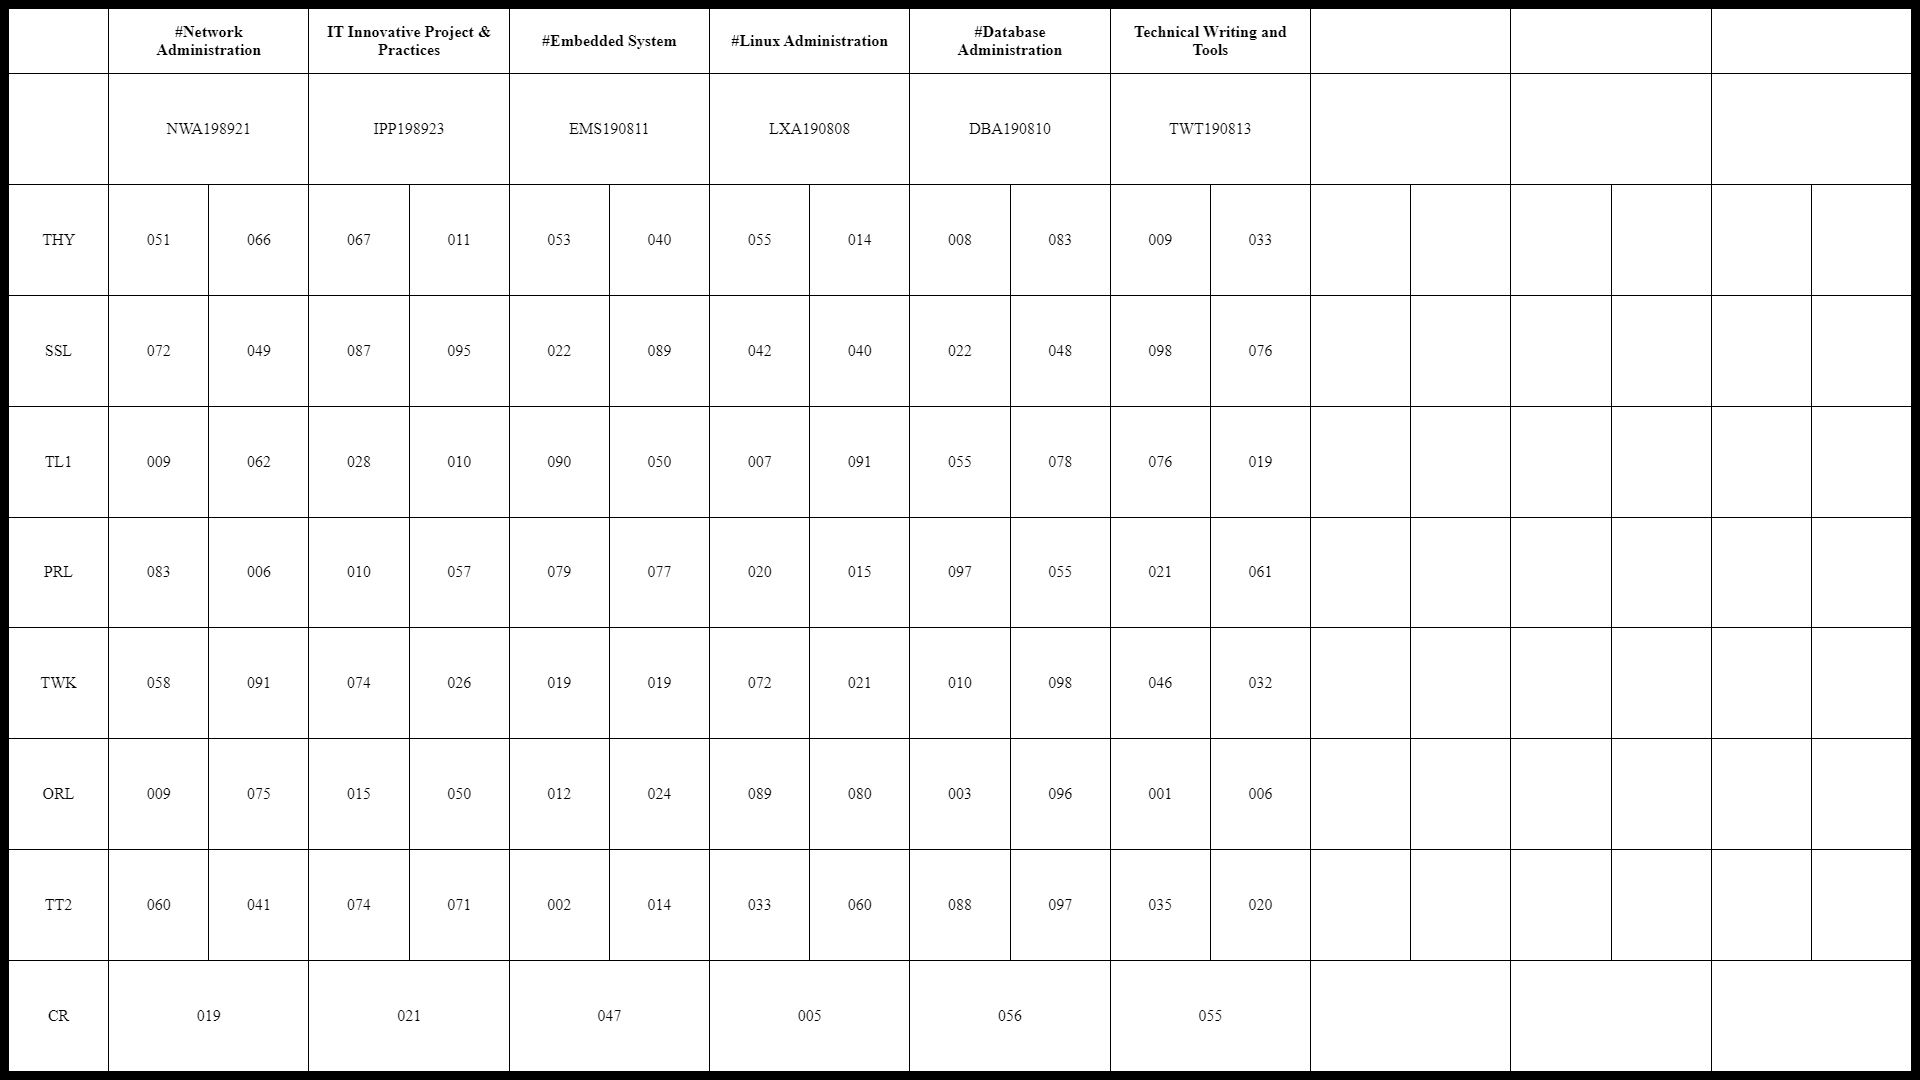 #Network
Administration
IT Innovative Project &
Practices
#Embedded System
#Linux Administration
#Database
Administration
Technical Writing and
Tools
NWA198921 IPP198923 EMS190811 LXA190808 DBA190810 TWT190813
THY 051 066 067 011 053 040 055 014 008 083 009 033
SSL 072 049 087 095 022 089 042 040 022 048 098 076
TL1 009 062 028 010 090 050 007 091 055 078 076 019
PRL 083 006 010 057 079 077 020 015 097 055 021 061
TWK 058 091 074 026 019 019 072 021 010 098 046 032
ORL 009 075 015 050 012 024 089 080 003 096 001 006
TT2 060 041 074 071 002 014 033 060 088 097 035 020
CR 019 021 047 005 056 055